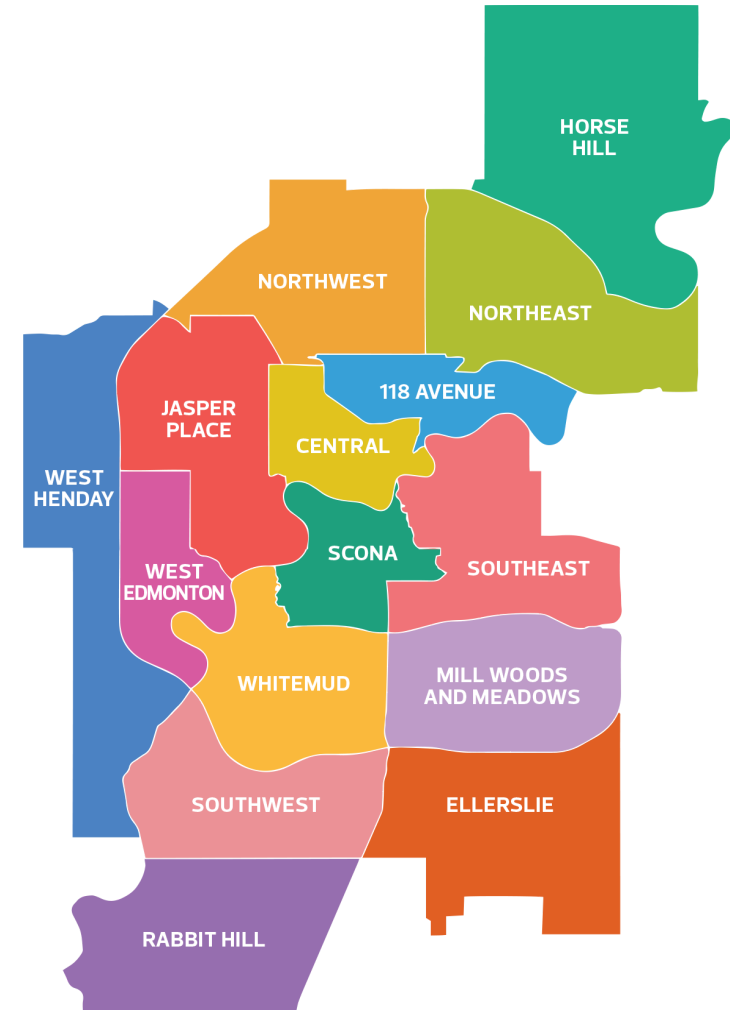 HORSE
HILL
NORTHWEST
NORTHEAST
118 AVENUE
JASPER
PLACE
CENTRAL
WEST
HENDAY
SCONA
SOUTHEAST
WEST
EDMONTON
WHITEMUD
MILL WOODS
AND MEADOWS
SOUTHWEST
ELLERSLIE
RABBIT HILL